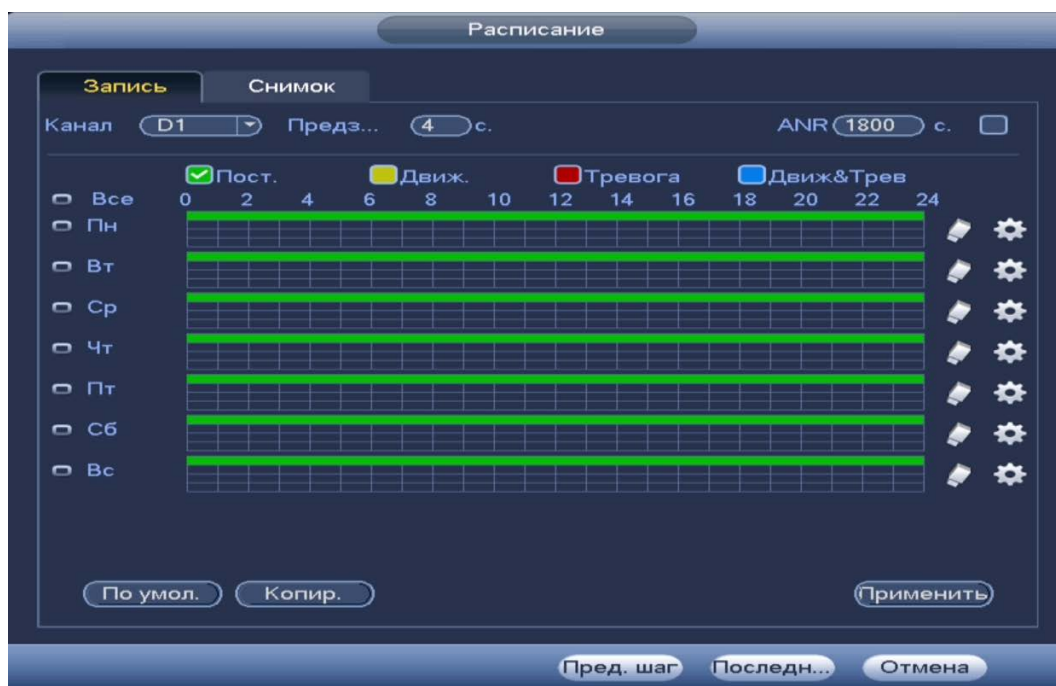 Расписание
Запись Снимок
Канал D1 Предз... 4 с. ANR 1800 с.
Пост. Движ. Тревога Движ&Трев
Все 0 2 4 6 8 10 12 14 16 18 20 22 24
Пн
Вт
Ср
Чт
Пт
Сб
Вс
По умол. Копир. Применить
Пред. шаг Последн... Отмена